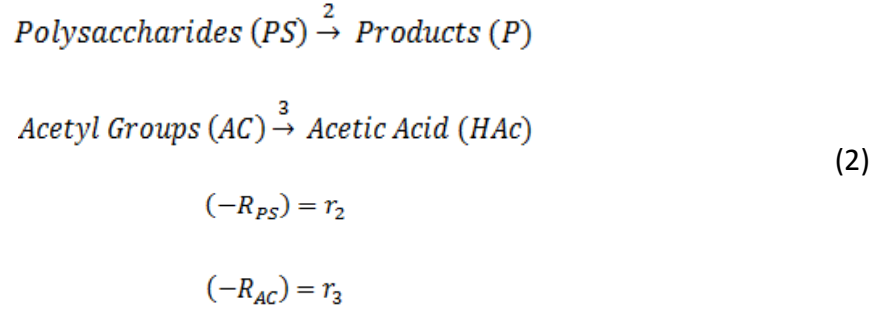 Polysaccharides (PS) →² Products (P)
Acetyl Groups (AC) →³ Acetic Acid (HAc)
(2)
(−R_PS) = r₂
(−R_AC) = r₃